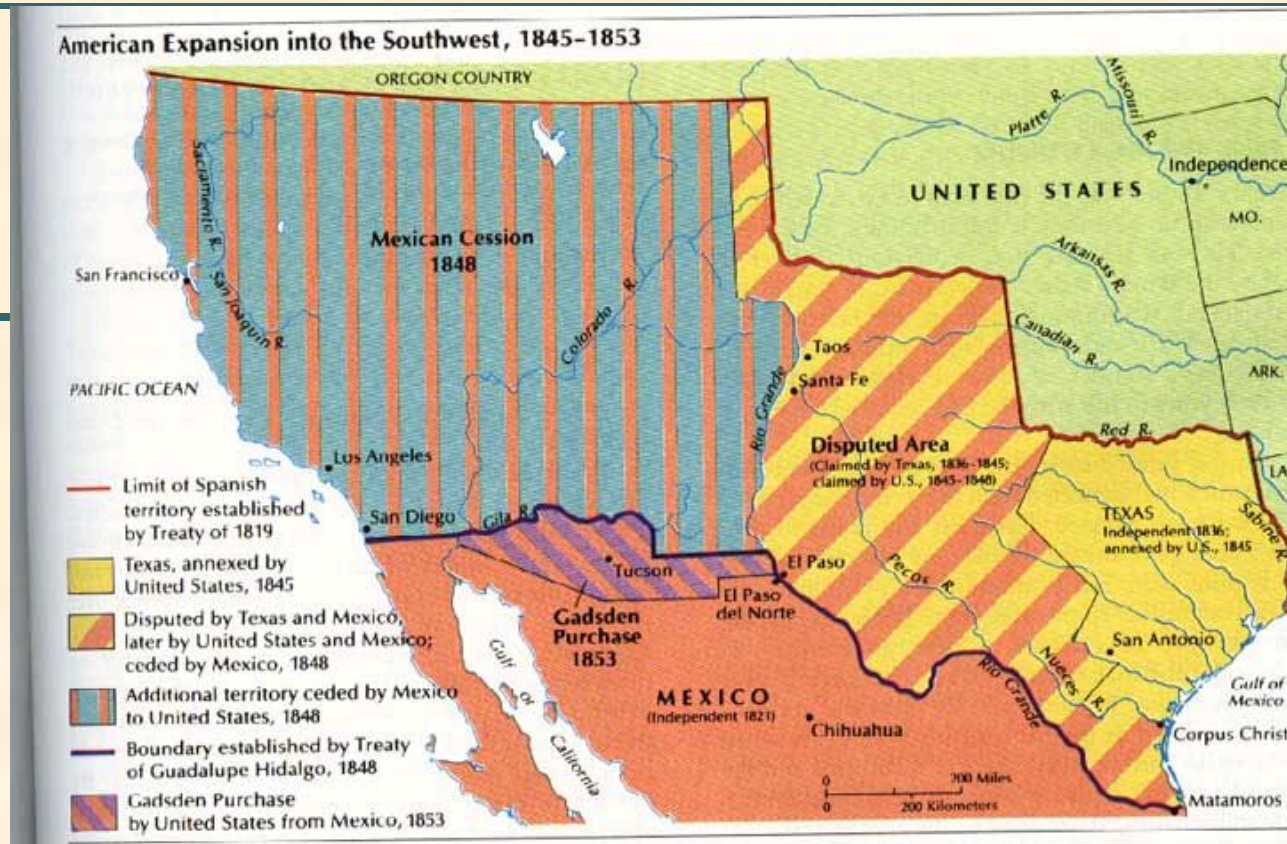 American Expansion into the Southwest, 1845–1853
OREGON COUNTRY
Missouri R.
Platte R.
Independence
UNITED STATES
MO.
Sacramento R.
Mexican Cession
1848
San Francisco
San Joaquin R.
Colorado R.
Arkansas R.
Canadian R.
ARK.
PACIFIC OCEAN
Taos
Santa Fe
Rio Grande
Red R.
Disputed Area
(Claimed by Texas, 1836–1845;
claimed by U.S., 1845–1848)
LA
Los Angeles
TEXAS
Independent 1836;
annexed by U.S., 1845
Sabine R.
San Diego
Gila R.
Tucson
El Paso
El Paso
del Norte
Pecos R.
Gadsden
Purchase
1853
San Antonio
Nueces R.
Rio Grande
Gulf of
Mexico
Gulf of California
MEXICO
(Independent 1821)
Chihuahua
Corpus Christ
Matamoros
0 200 Miles
0 200 Kilometers
Limit of Spanish
territory established
by Treaty of 1819
Texas, annexed by
United States, 1845
Disputed by Texas and Mexico,
later by United States and Mexico;
ceded by Mexico, 1848
Additional territory ceded by Mexico
to United States, 1848
Boundary established by Treaty
of Guadalupe Hidalgo, 1848
Gadsden Purchase
by United States from Mexico, 1853